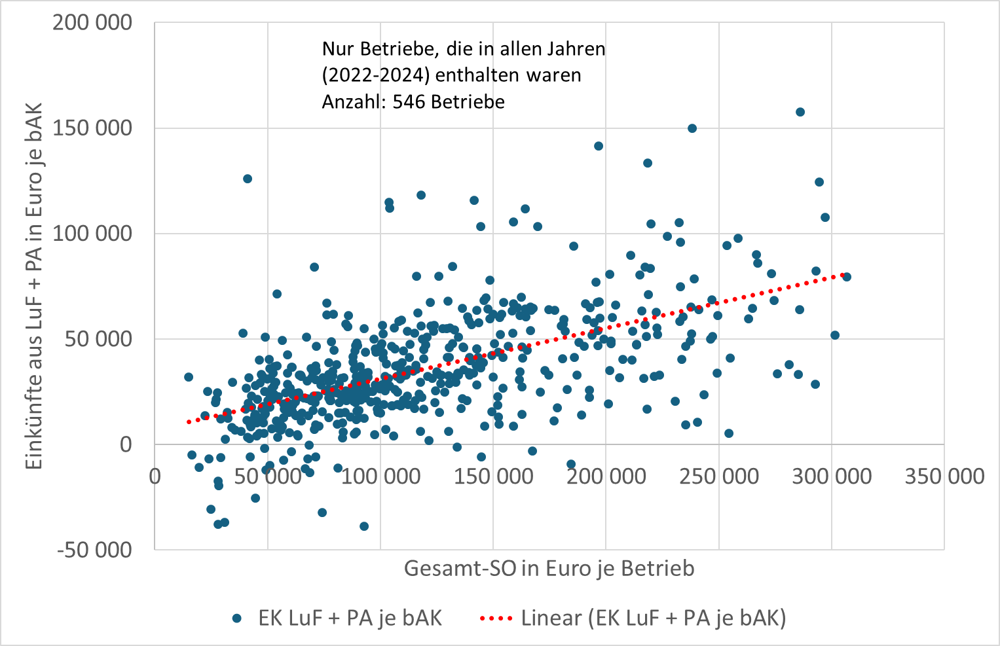 200 000
150 000
100 000
50 000
0
-50 000
Einkünfte aus LuF + PA in Euro je bAK
Nur Betriebe, die in allen Jahren
(2022-2024) enthalten waren
Anzahl: 546 Betriebe
0 50 000 100 000 150 000 200 000 250 000 300 000 350 000
Gesamt-SO in Euro je Betrieb
EK LuF + PA je bAK Linear (EK LuF + PA je bAK)